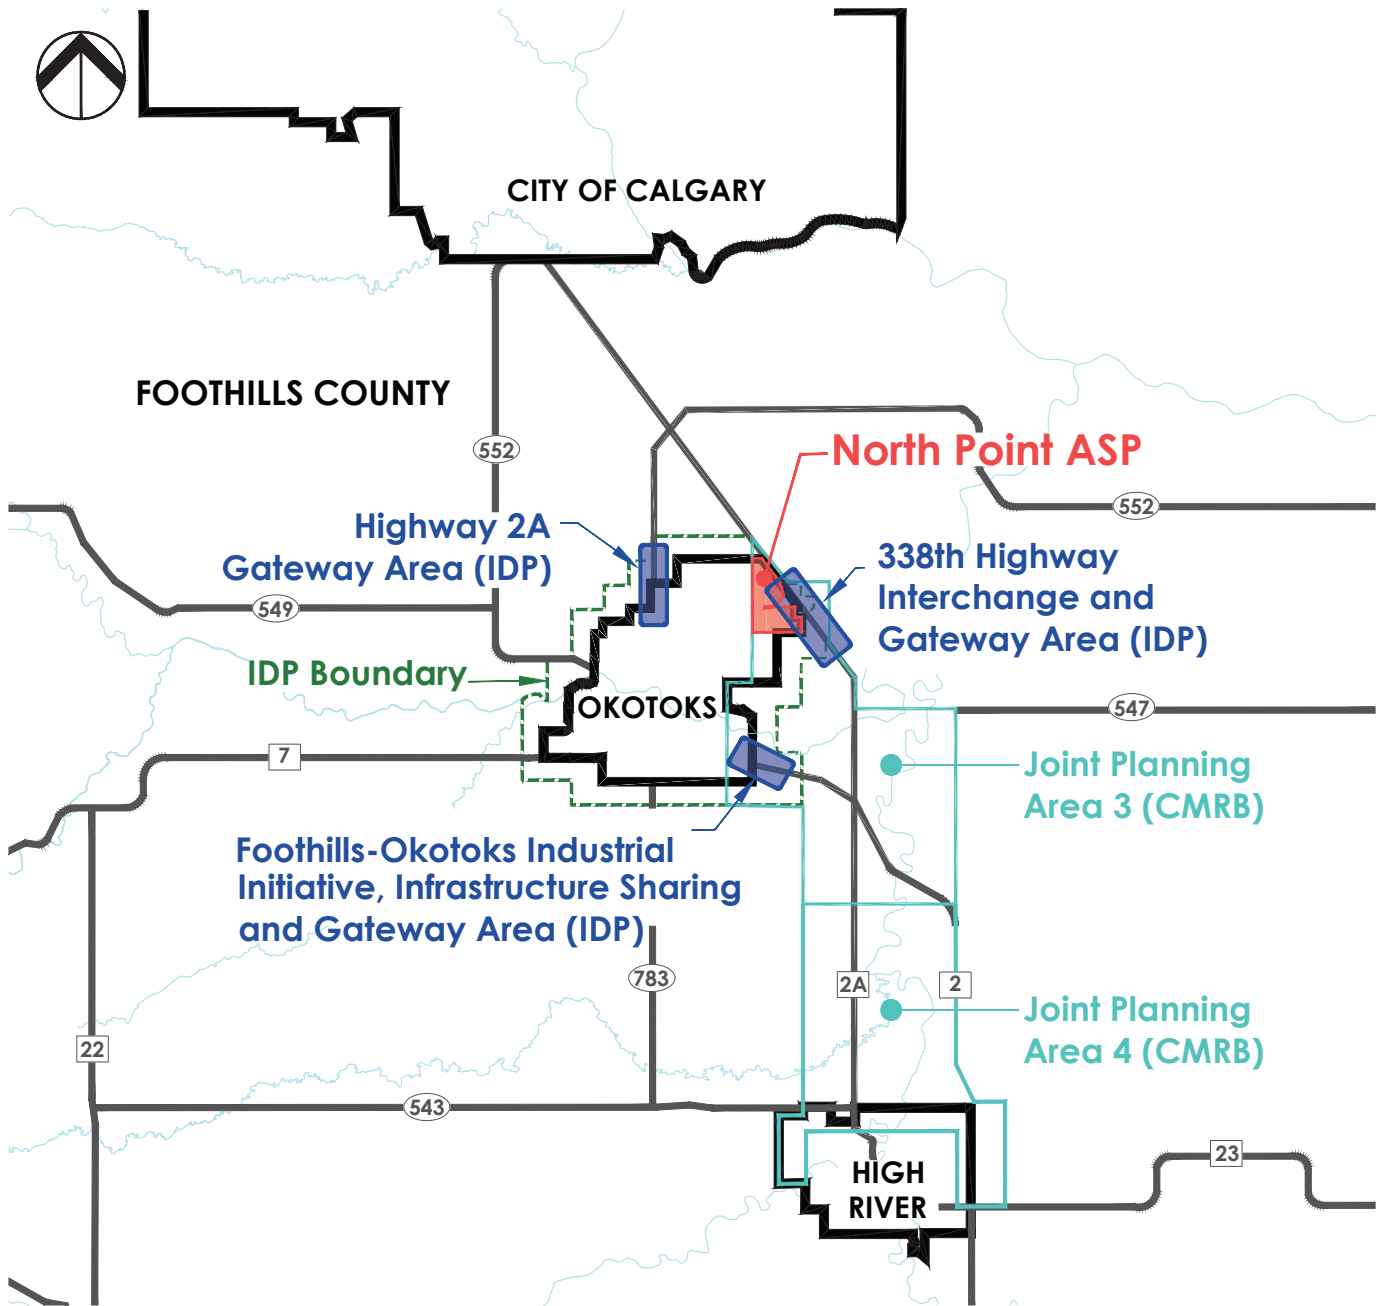 CITY OF CALGARY
FOOTHILLS COUNTY
552
North Point ASP
552
Highway 2A
Gateway Area (IDP)
338th Highway
Interchange and
Gateway Area (IDP)
549
IDP Boundary
OKOTOKS
547
7
Joint Planning
Area 3 (CMRB)
Foothills-Okotoks Industrial
Initiative, Infrastructure Sharing
and Gateway Area (IDP)
783
2A
2
Joint Planning
Area 4 (CMRB)
22
543
23
HIGH
RIVER